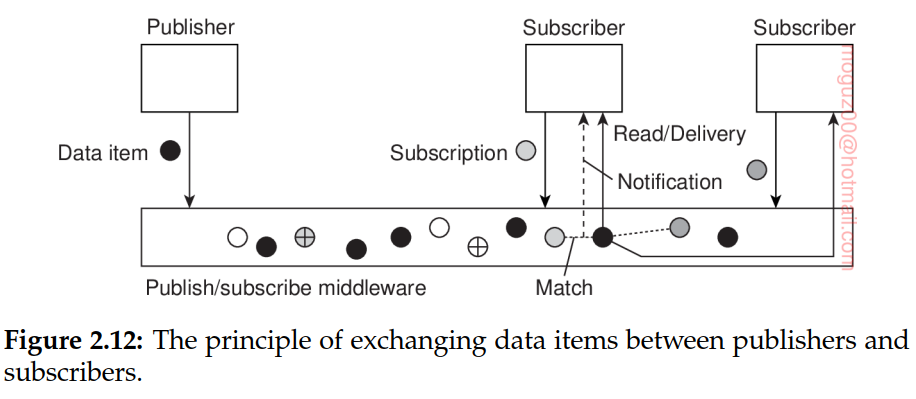 Publisher
Subscriber
Subscriber
Data item
Subscription
Read/Delivery
Notification
Publish/subscribe middleware
Match
moguz00@hotmail.com
Figure 2.12: The principle of exchanging data items between publishers and
subscribers.